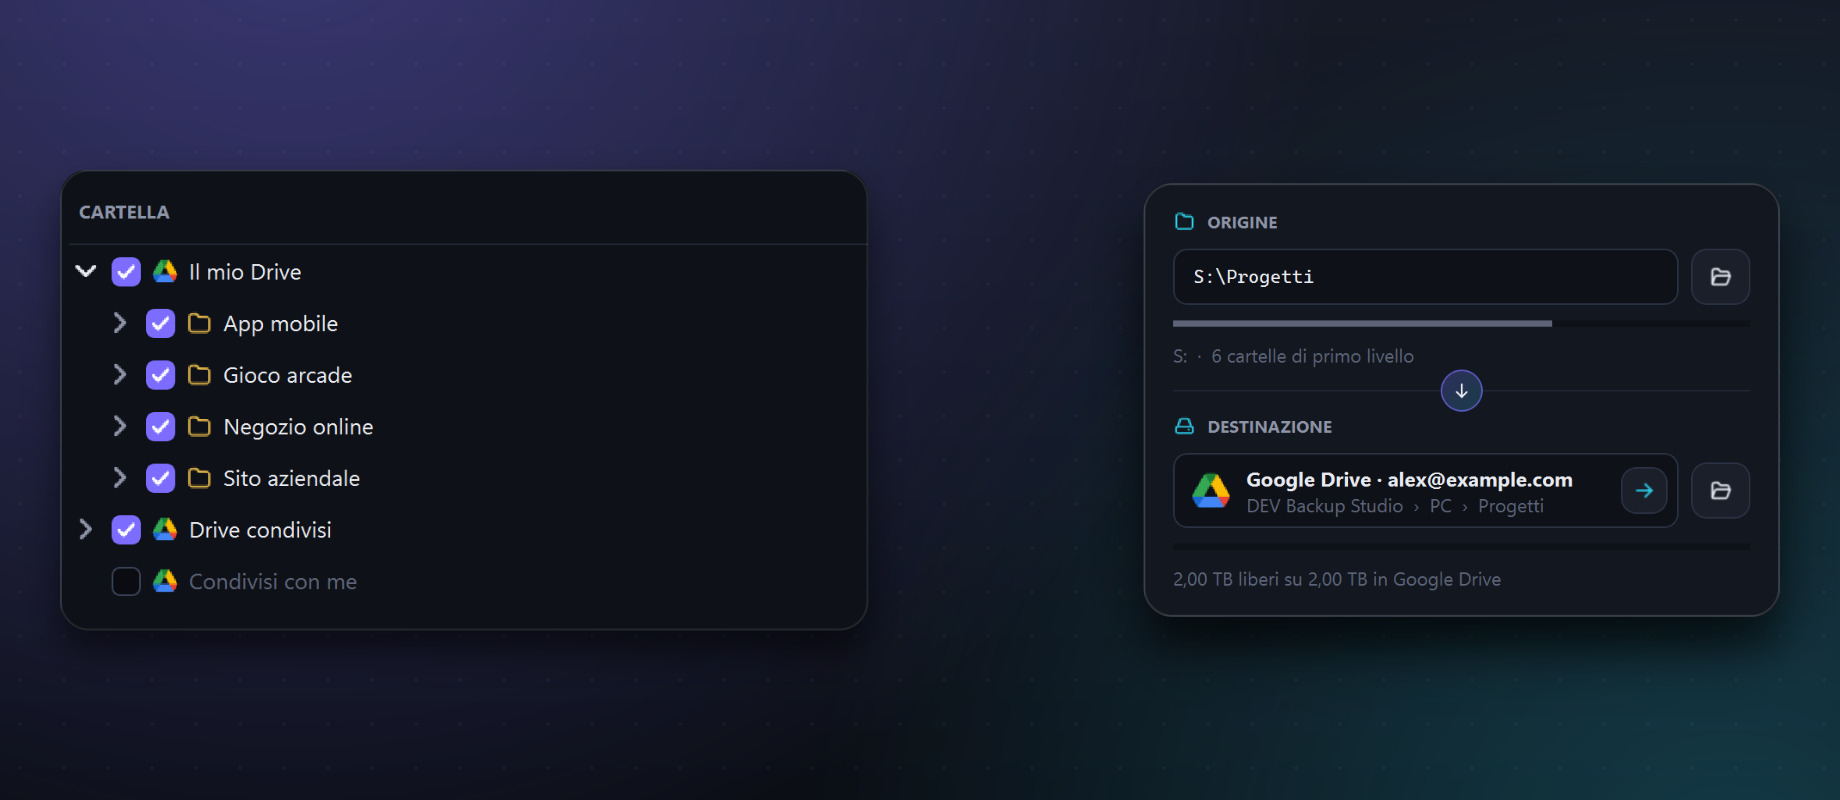 CARTELLA
Il mio Drive
App mobile
Gioco arcade
Negozio online
Sito aziendale
Drive condivisi
Condivisi con me
ORIGINE
S:\Progetti
S: · 6 cartelle di primo livello
DESTINAZIONE
Google Drive · alex@example.com
DEV Backup Studio › PC › Progetti
2,00 TB liberi su 2,00 TB in Google Drive